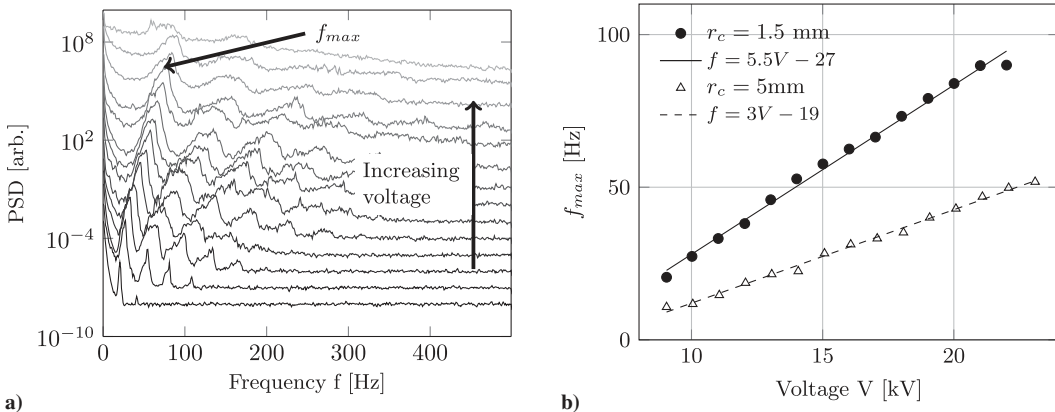 10^8
10^2
10^−4
10^−10
PSD [arb.]
f_max
Increasing
voltage
0 100 200 300 400
Frequency f [Hz]
a)
100
50
0
f_max [Hz]
r_c = 1.5 mm
f = 5.5V − 27
r_c = 5mm
f = 3V − 19
10 15 20
Voltage V [kV]
b)